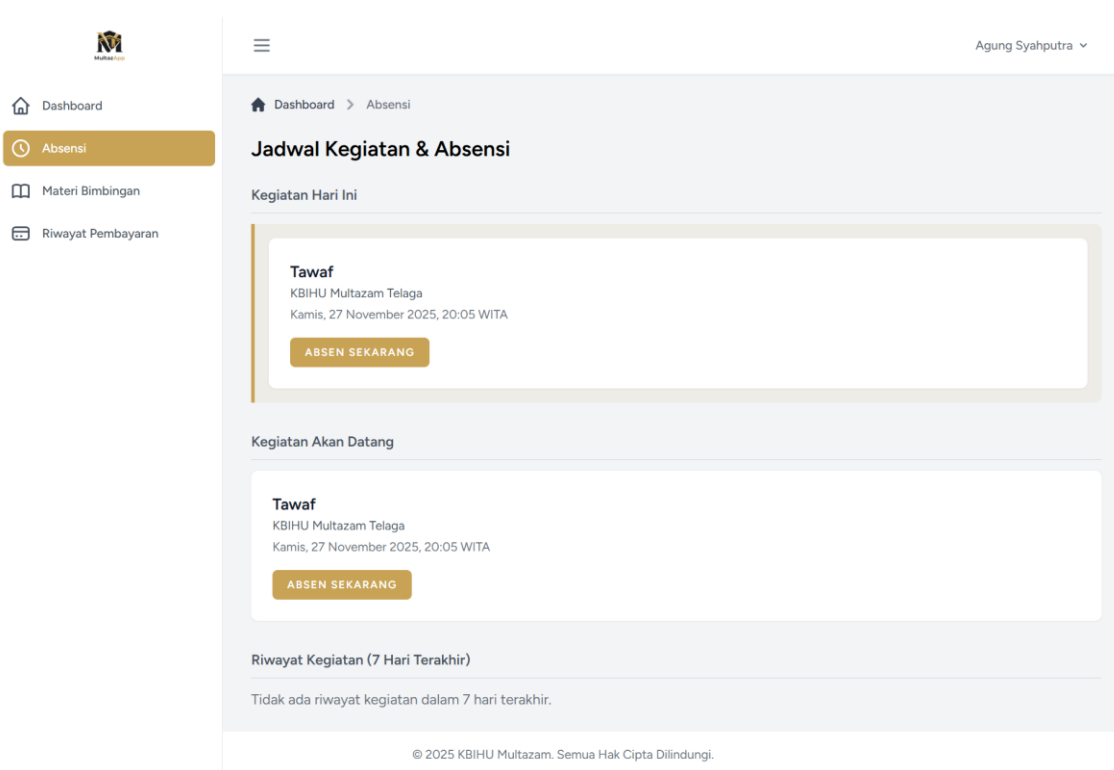 MultazApp
Agung Syahputra
Dashboard
Absensi
Materi Bimbingan
Riwayat Pembayaran
Dashboard > Absensi
Jadwal Kegiatan & Absensi
Kegiatan Hari Ini
Tawaf
KBIHU Multazam Telaga
Kamis, 27 November 2025, 20:05 WITA
ABSEN SEKARANG
Kegiatan Akan Datang
Tawaf
KBIHU Multazam Telaga
Kamis, 27 November 2025, 20:05 WITA
ABSEN SEKARANG
Riwayat Kegiatan (7 Hari Terakhir)
Tidak ada riwayat kegiatan dalam 7 hari terakhir.
© 2025 KBIHU Multazam. Semua Hak Cipta Dilindungi.